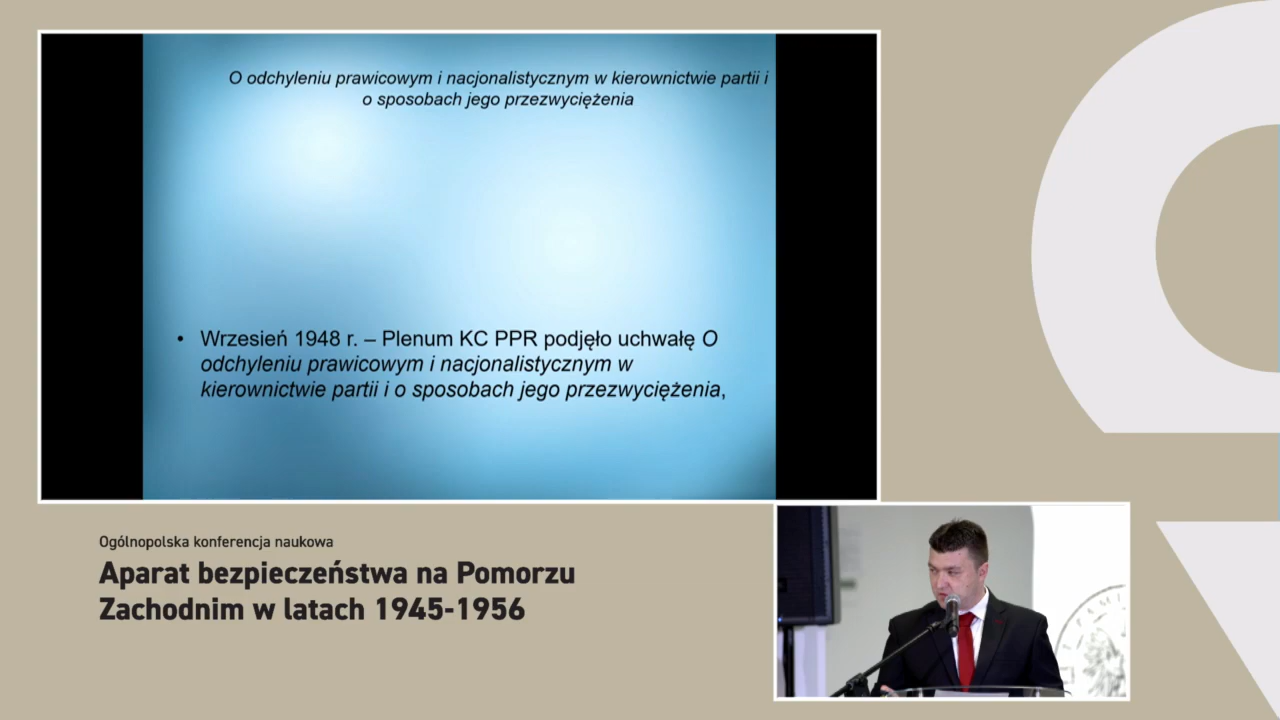 O odchyleniu prawicowym i nacjonalistycznym w kierownictwie partii i
o sposobach jego przezwyciężenia
• Wrzesień 1948 r. – Plenum KC PPR podjęło uchwałę O
odchyleniu prawicowym i nacjonalistycznym w
kierownictwie partii i o sposobach jego przezwyciężenia,
Ogólnopolska konferencja naukowa
Aparat bezpieczeństwa na Pomorzu
Zachodnim w latach 1945-1956